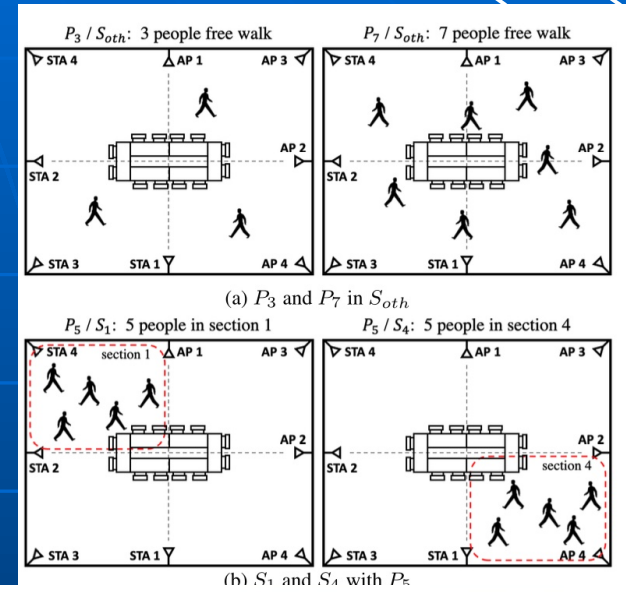 P₃ / Sₒₜₕ: 3 people free walk
P₇ / Sₒₜₕ: 7 people free walk
STA 4 AP 1 AP 3
STA 4 AP 1 AP 3
AP 2
AP 2
STA 2
STA 2
STA 3 STA 1 AP 4
STA 3 STA 1 AP 4
(a) P₃ and P₇ in Sₒₜₕ
P₅ / S₁: 5 people in section 1
P₅ / S₄: 5 people in section 4
STA 4 section 1 AP 1 AP 3
STA 4 AP 1 AP 3
AP 2
AP 2
STA 2
STA 2 section 4
STA 3 STA 1 AP 4
STA 3 STA 1 AP 4
(b) S₁ and S₄ with P₅